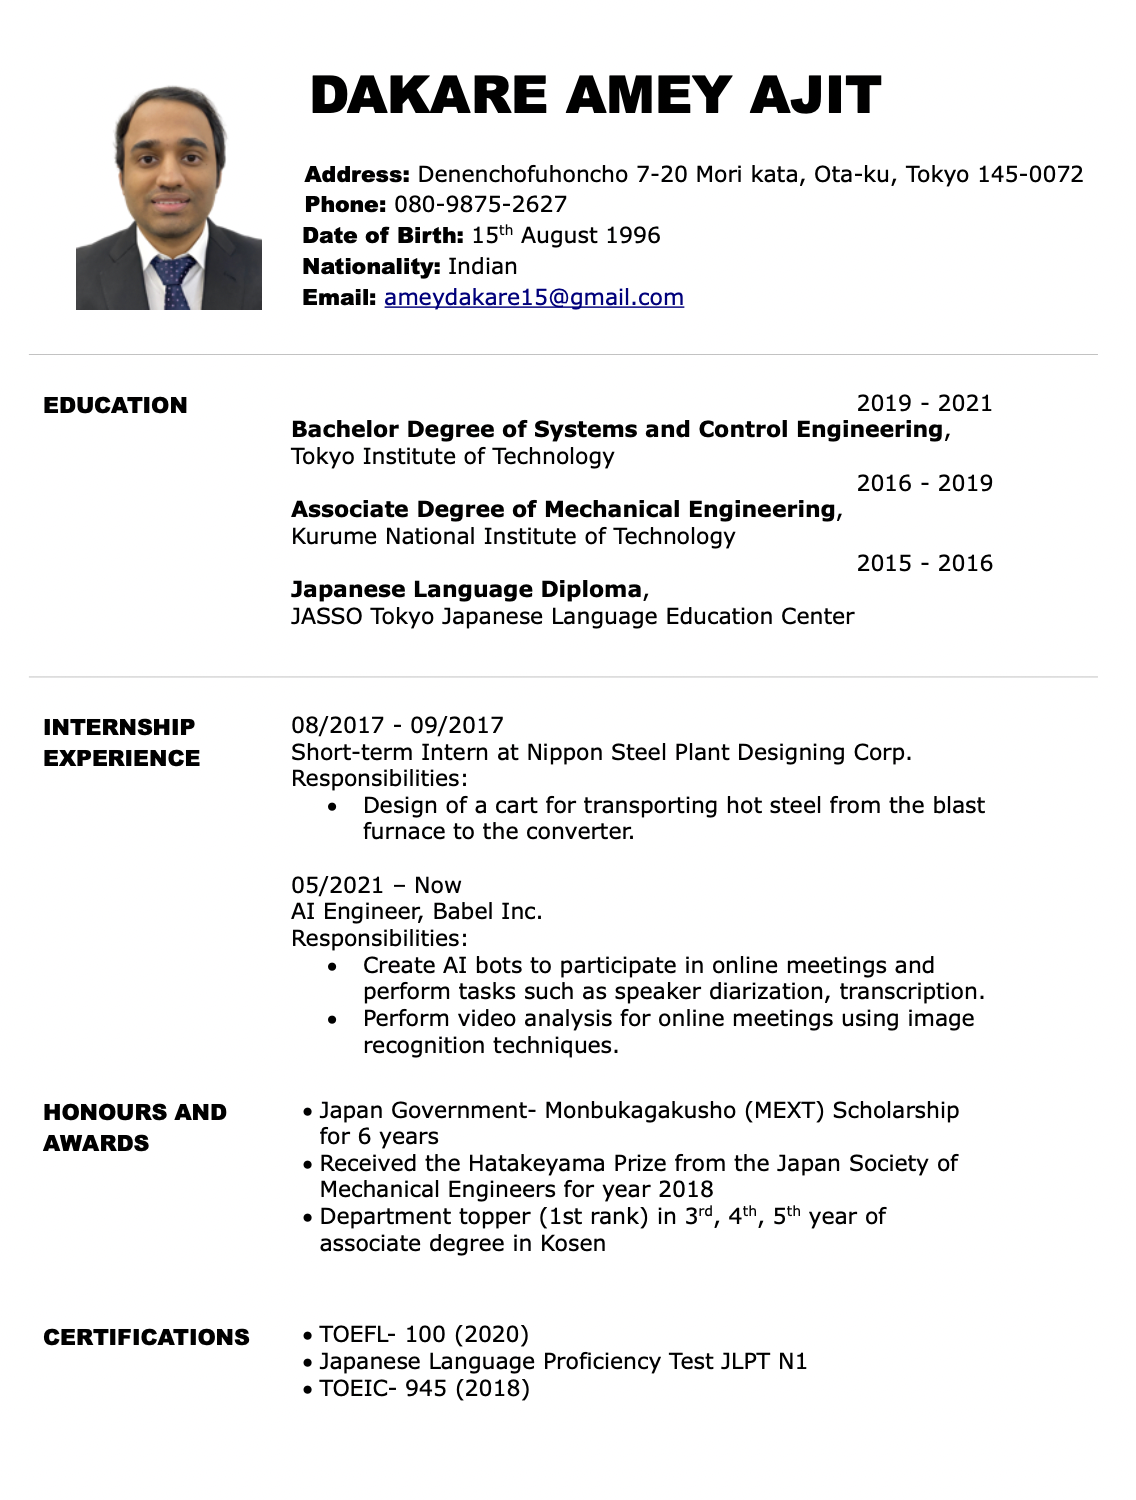 DAKARE AMEY AJIT
Address: Denenchofuhoncho 7-20 Mori kata, Ota-ku, Tokyo 145-0072
Phone: 080-9875-2627
Date of Birth: 15th August 1996
Nationality: Indian
Email: ameydakare15@gmail.com
EDUCATION
2019 - 2021
Bachelor Degree of Systems and Control Engineering,
Tokyo Institute of Technology
2016 - 2019
Associate Degree of Mechanical Engineering,
Kurume National Institute of Technology
2015 - 2016
Japanese Language Diploma,
JASSO Tokyo Japanese Language Education Center
INTERNSHIP
EXPERIENCE
08/2017 - 09/2017
Short-term Intern at Nippon Steel Plant Designing Corp.
Responsibilities:
• Design of a cart for transporting hot steel from the blast
furnace to the converter.
05/2021 – Now
AI Engineer, Babel Inc.
Responsibilities:
• Create AI bots to participate in online meetings and
perform tasks such as speaker diarization, transcription.
• Perform video analysis for online meetings using image
recognition techniques.
HONOURS AND
AWARDS
• Japan Government- Monbukagakusho (MEXT) Scholarship
for 6 years
• Received the Hatakeyama Prize from the Japan Society of
Mechanical Engineers for year 2018
• Department topper (1st rank) in 3rd, 4th, 5th year of
associate degree in Kosen
CERTIFICATIONS
• TOEFL- 100 (2020)
• Japanese Language Proficiency Test JLPT N1
• TOEIC- 945 (2018)